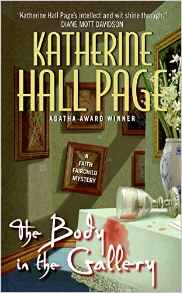 "Katherine Hall Page's intellect and wit shine through."
DIANE MOTT DAVIDSON
KATHERINE
HALL PAGE
AGATHA AWARD WINNER
A
FAITH
FAIRCHILD
MYSTERY
The Body
in the Gallery